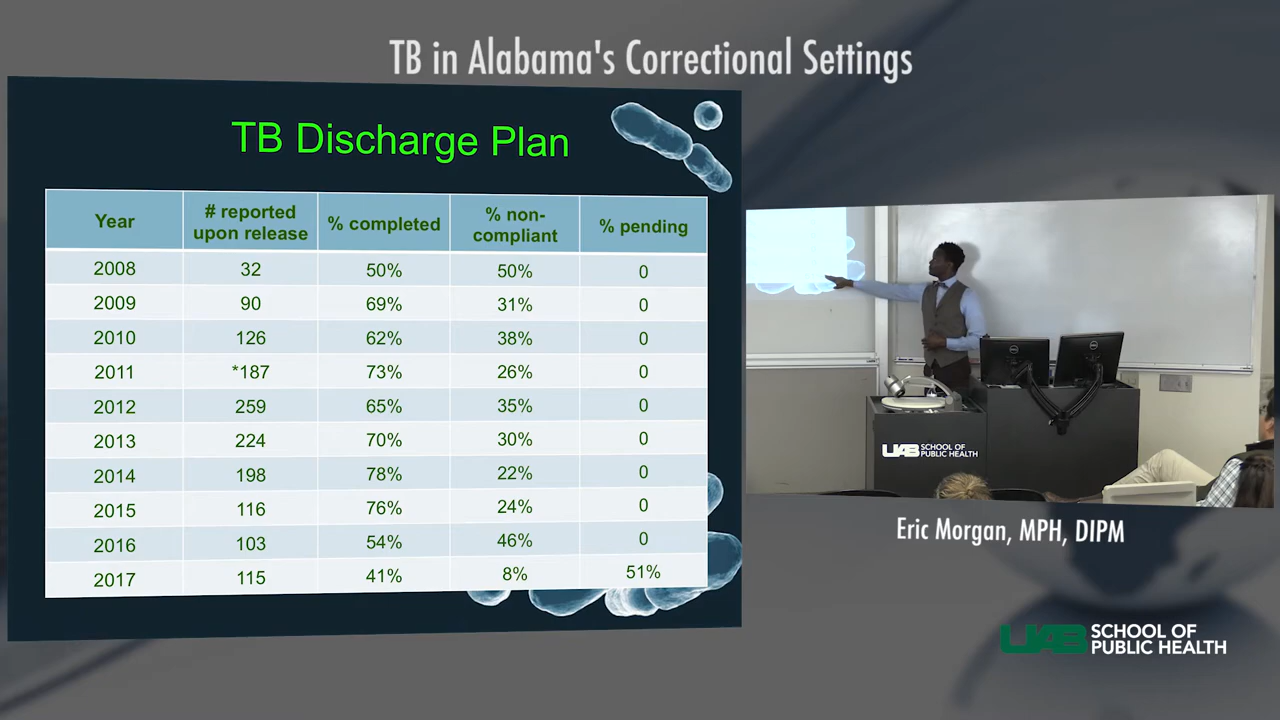 TB in Alabama's Correctional Settings
TB Discharge Plan
Year # reported upon release % completed % non-compliant % pending
2008 32 50% 50% 0
2009 90 69% 31% 0
2010 126 62% 38% 0
2011 *187 73% 26% 0
2012 259 65% 35% 0
2013 224 70% 30% 0
2014 198 78% 22% 0
2015 116 76% 24% 0
2016 103 54% 46% 0
2017 115 41% 8% 51%
UAB SCHOOL OF
PUBLIC HEALTH
Eric Morgan, MPH, DIPM
UAB SCHOOL OF
PUBLIC HEALTH